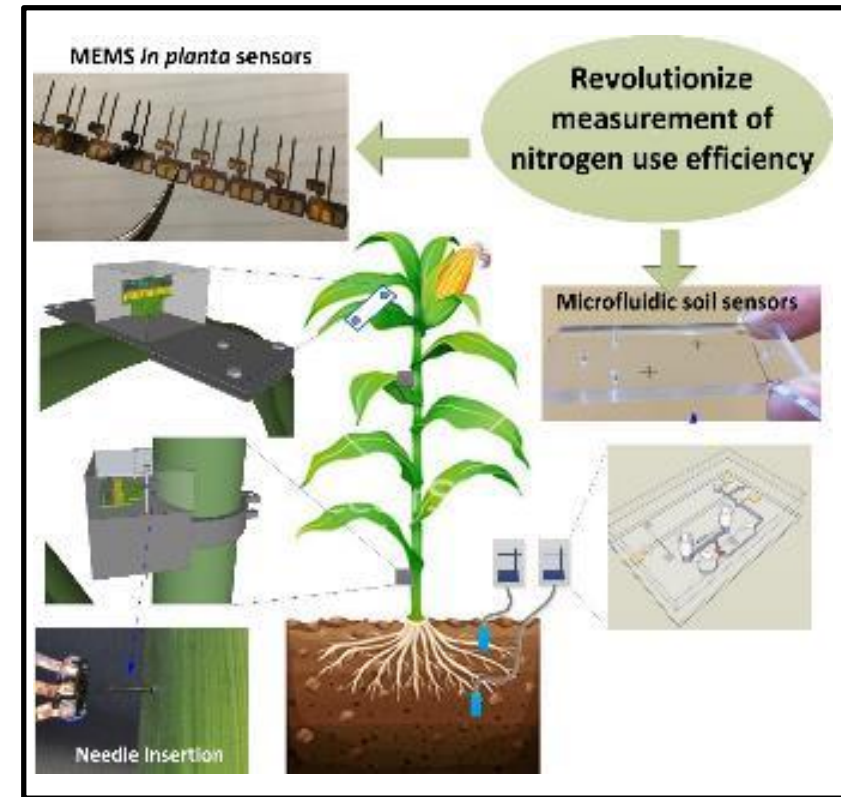 MEMS in planta sensors
Revolutionize
measurement of
nitrogen use efficiency
Microfluidic soil sensors
Needle Insertion